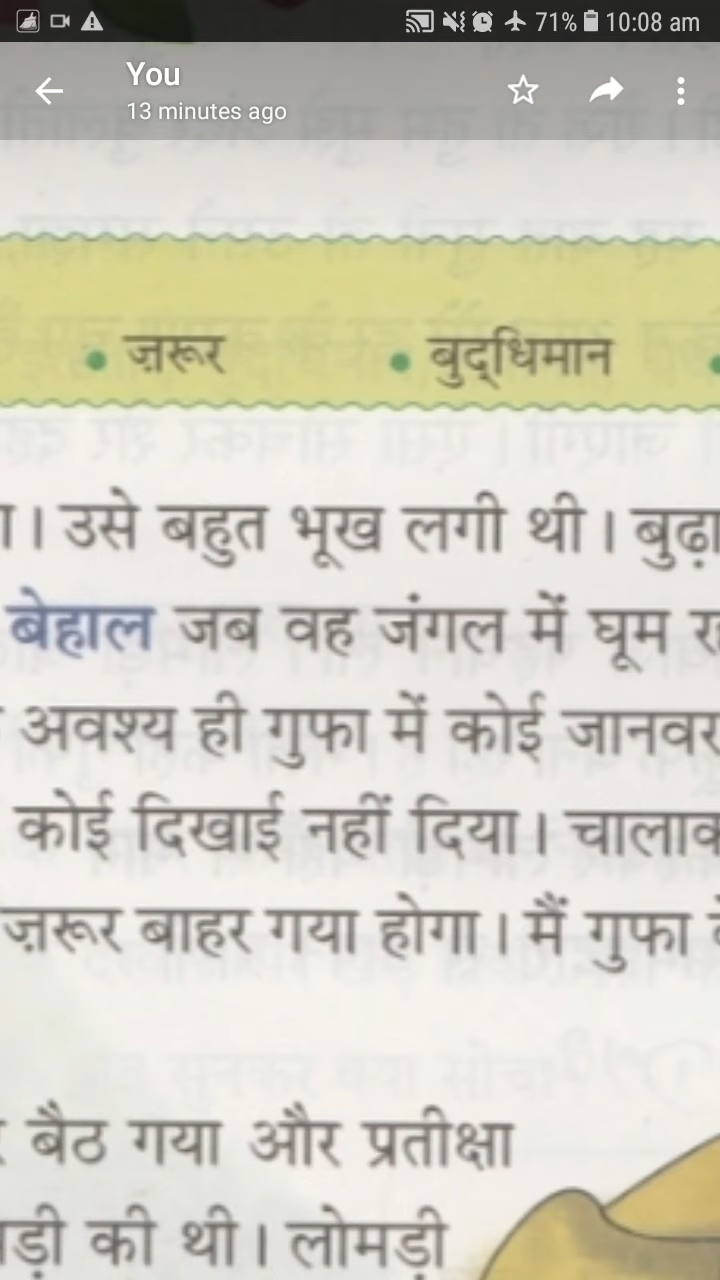 71% 10:08 am
You
13 minutes ago
• ज़रूर • बुद्‌धिमान •
। उसे बहुत भूख लगी थी। बुढ़ा
बेहाल जब वह जंगल में घूम
अवश्य ही गुफा में कोई जानवर
कोई दिखाई नहीं दिया। चालाक
ज़रूर बाहर गया होगा। मैं गुफा
बैठ गया और प्रतीक्षा
की थी। लोमड़ी